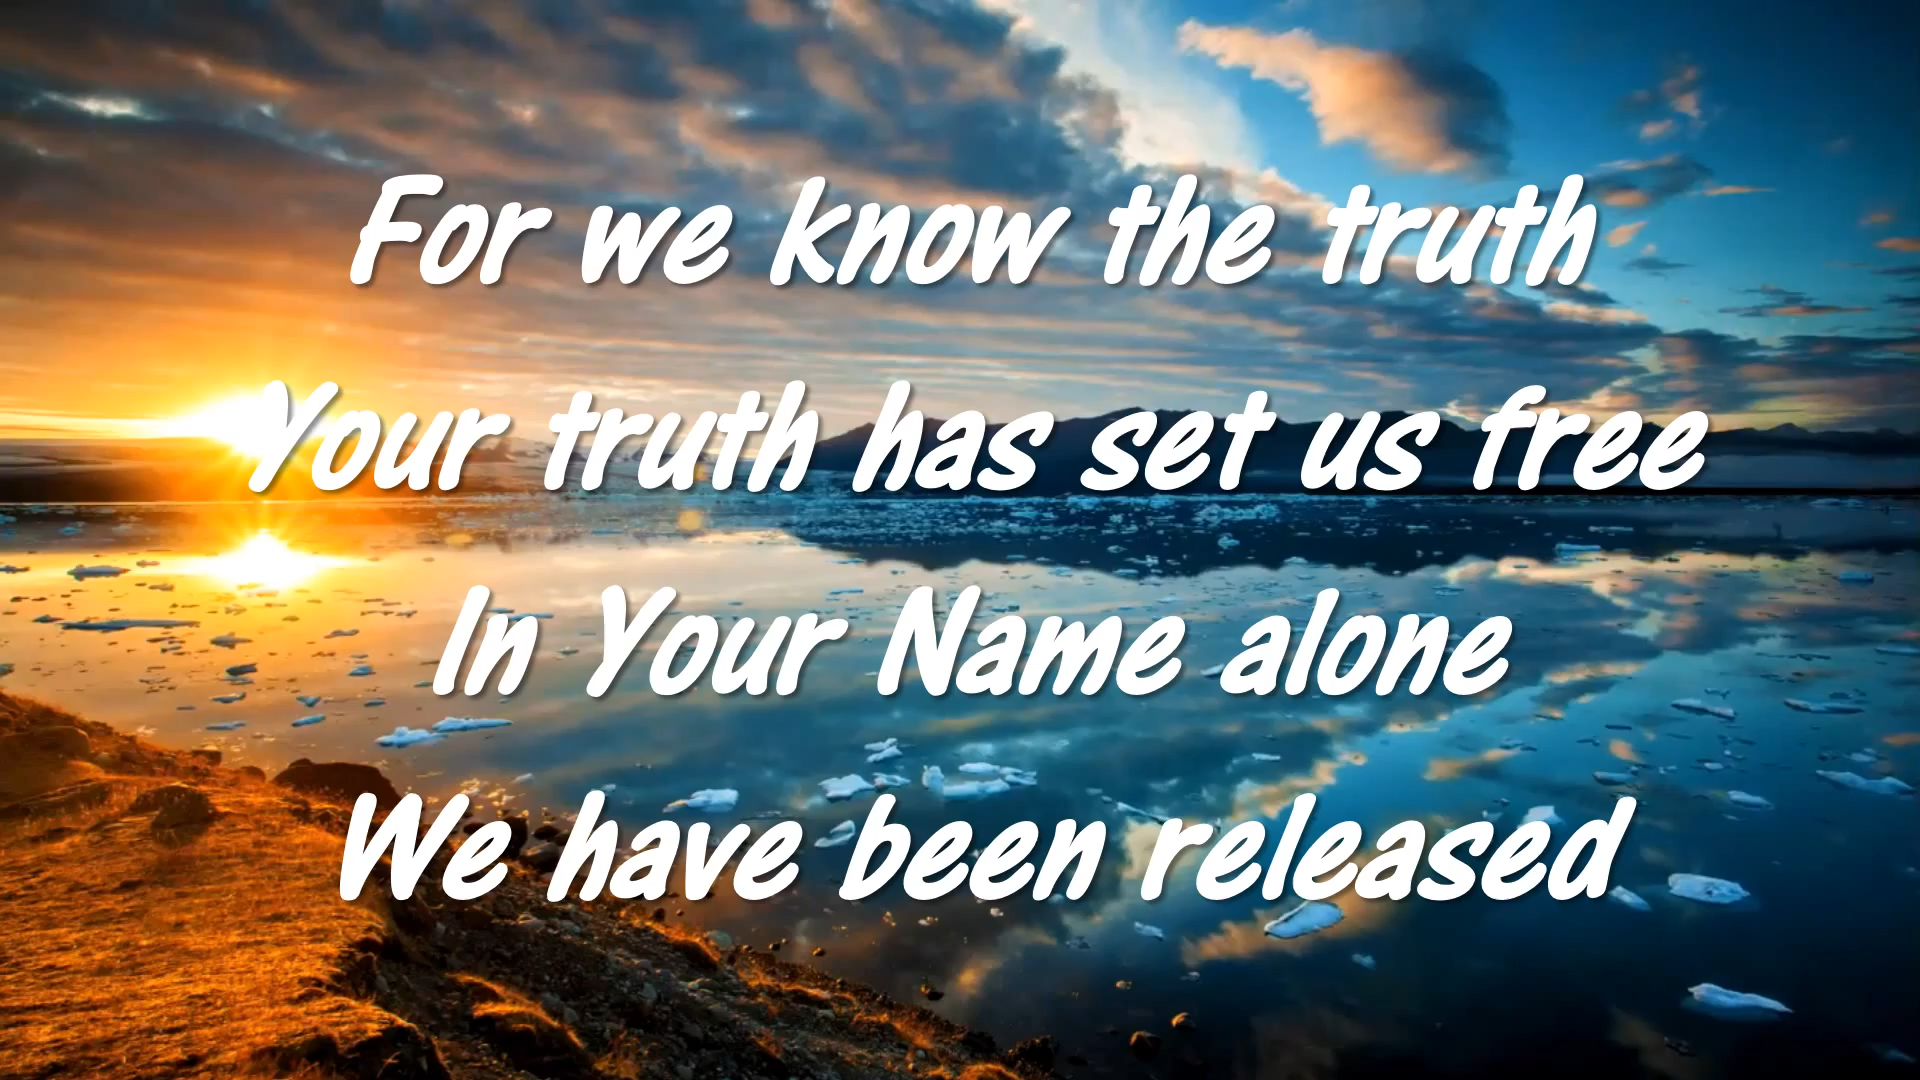 For we know the truth
Your truth has set us free
In Your Name alone
We have been released